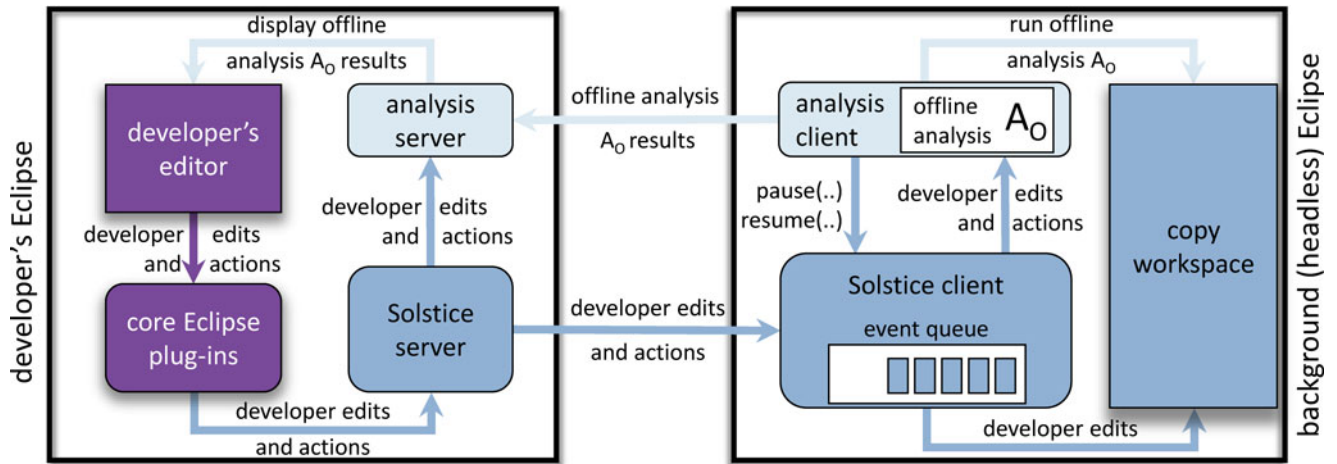 developer's Eclipse
display offline
analysis A_O results
developer's
editor
analysis
server
developer edits
and actions
developer edits
and actions
core Eclipse
plug-ins
Solstice
server
developer edits
and actions
offline analysis
A_O results
developer edits
and actions
run offline
analysis A_O
analysis
client
offline
analysis
A_O
pause(..)
resume(..)
developer edits
and actions
Solstice client
event queue
developer edits
copy
workspace
background (headless) Eclipse